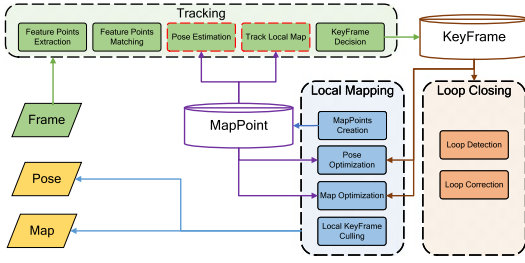 Tracking
Feature Points
Extraction
Feature Points
Matching
Pose Estimation
Track Local Map
KeyFrame
Decision
KeyFrame
Frame
MapPoint
Local Mapping
MapPoints
Creation
Pose
Optimization
Map Optimization
Local KeyFrame
Culling
Loop Closing
Loop Detection
Loop Correction
Pose
Map